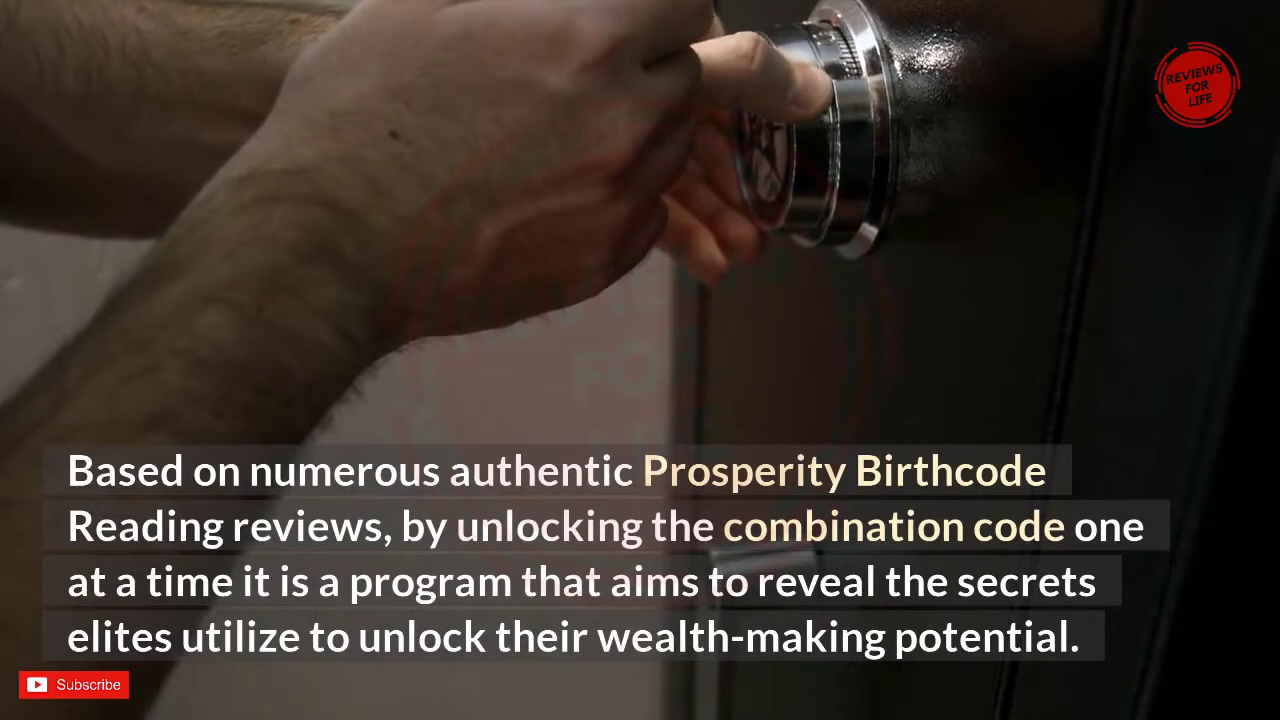 REVIEWS
FOR
LIFE
Based on numerous authentic Prosperity Birthcode
Reading reviews, by unlocking the combination code one
at a time it is a program that aims to reveal the secrets
elites utilize to unlock their wealth-making potential.
Subscribe